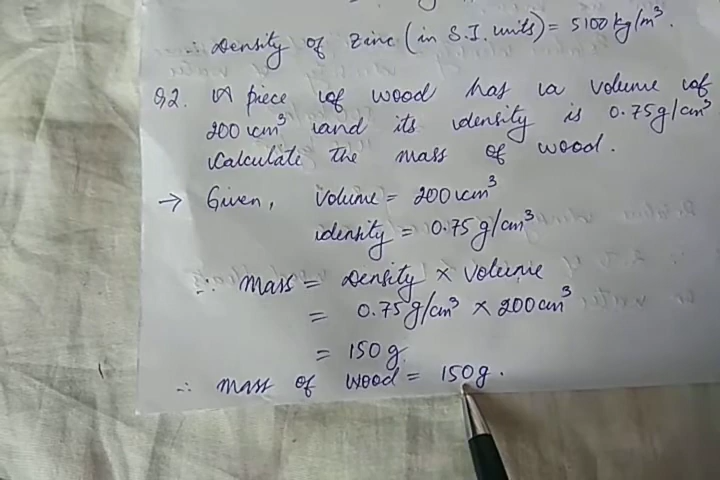 ∴ Density of Zinc (in S.I. units) = 5100 kg/m³.
Q2. A piece of wood has a volume of
200 cm³ and its density is 0.75g/cm³
Calculate the mass of wood.
→ Given, Volume = 200 cm³
density = 0.75 g/cm³
∵ Mass = Density × Volume
= 0.75 g/cm³ × 200 cm³
= 150 g.
∴ Mass of wood = 150g.